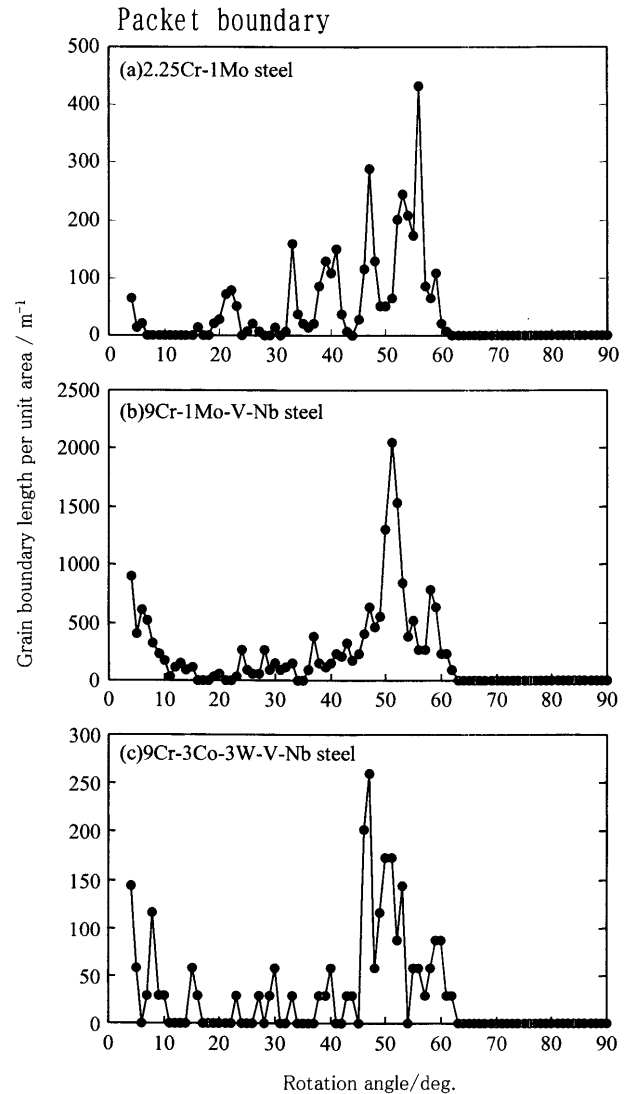 Packet boundary
(a)2.25Cr-1Mo steel
500
400
300
200
100
0
0 10 20 30 40 50 60 70 80 90
(b)9Cr-1Mo-V-Nb steel
2500
2000
1500
1000
500
0
0 10 20 30 40 50 60 70 80 90
(c)9Cr-3Co-3W-V-Nb steel
300
250
200
150
100
50
0
0 10 20 30 40 50 60 70 80 90
Grain boundary length per unit area / m⁻¹
Rotation angle/deg.